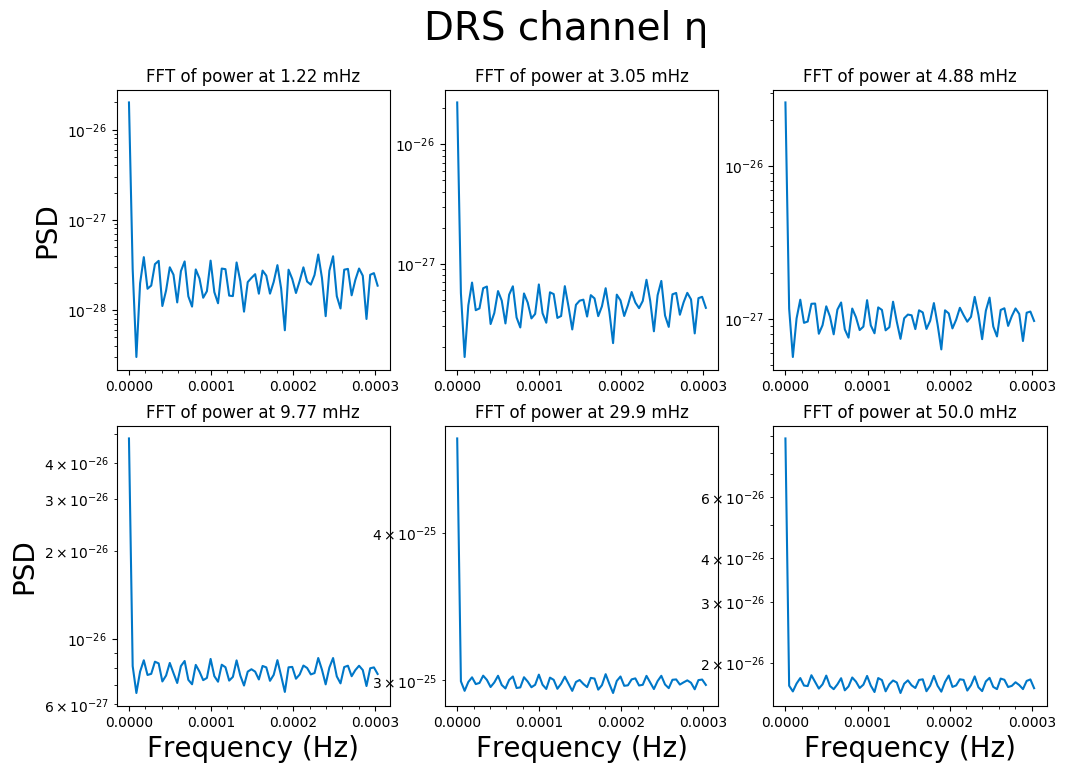 DRS channel η
FFT of power at 1.22 mHz
FFT of power at 3.05 mHz
FFT of power at 4.88 mHz
PSD
10⁻²⁶
10⁻²⁷
10⁻²⁸
10⁻²⁶
10⁻²⁷
10⁻²⁶
10⁻²⁷
0.0000 0.0001 0.0002 0.0003
0.0000 0.0001 0.0002 0.0003
0.0000 0.0001 0.0002 0.0003
FFT of power at 9.77 mHz
FFT of power at 29.9 mHz
FFT of power at 50.0 mHz
PSD
4 × 10⁻²⁶
3 × 10⁻²⁶
2 × 10⁻²⁶
10⁻²⁶
6 × 10⁻²⁷
4 × 10⁻²⁵
3 × 10⁻²⁵
6 × 10⁻²⁶
4 × 10⁻²⁶
3 × 10⁻²⁶
2 × 10⁻²⁶
0.0000 0.0001 0.0002 0.0003
0.0000 0.0001 0.0002 0.0003
0.0000 0.0001 0.0002 0.0003
Frequency (Hz)
Frequency (Hz)
Frequency (Hz)